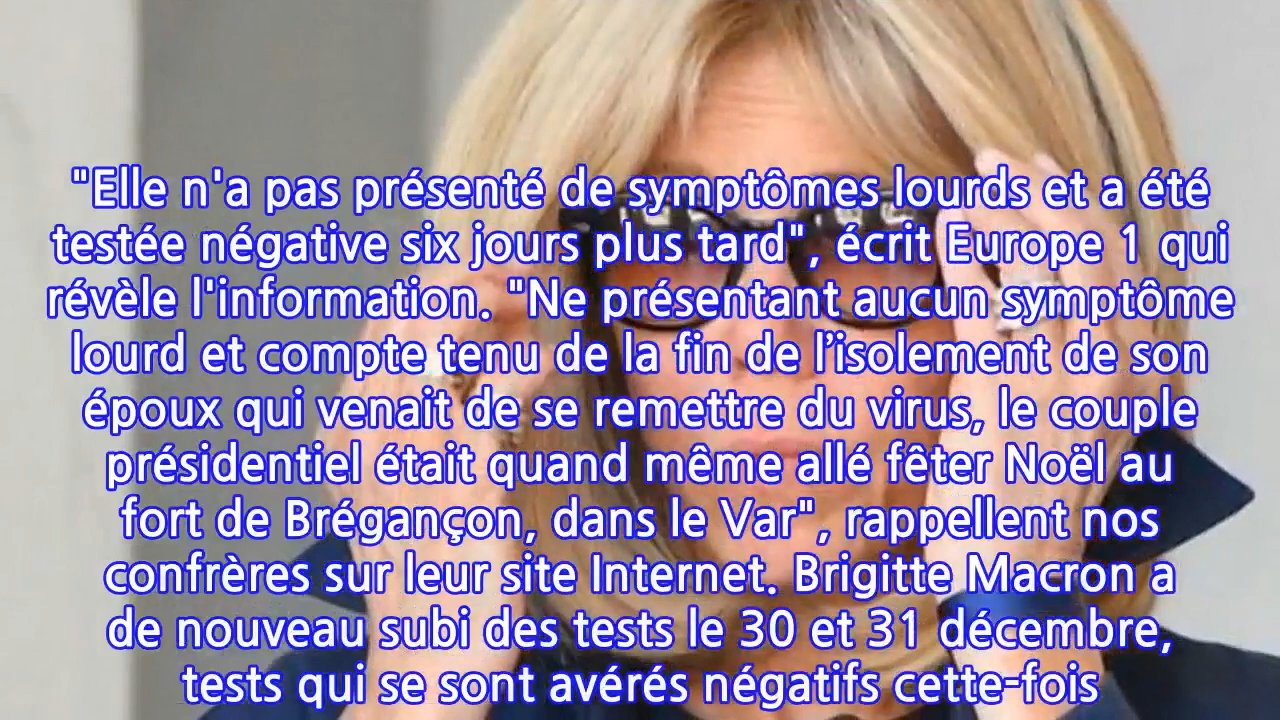 "Elle n'a pas présenté de symptômes lourds et a été
testée négative six jours plus tard", écrit Europe 1 qui
révèle l'information. "Ne présentant aucun symptôme
lourd et compte tenu de la fin de l’isolement de son
époux qui venait de se remettre du virus, le couple
présidentiel était quand même allé fêter Noël au
fort de Brégançon, dans le Var", rappellent nos
confrères sur leur site Internet. Brigitte Macron a
de nouveau subi des tests le 30 et 31 décembre,
tests qui se sont avérés négatifs cette-fois